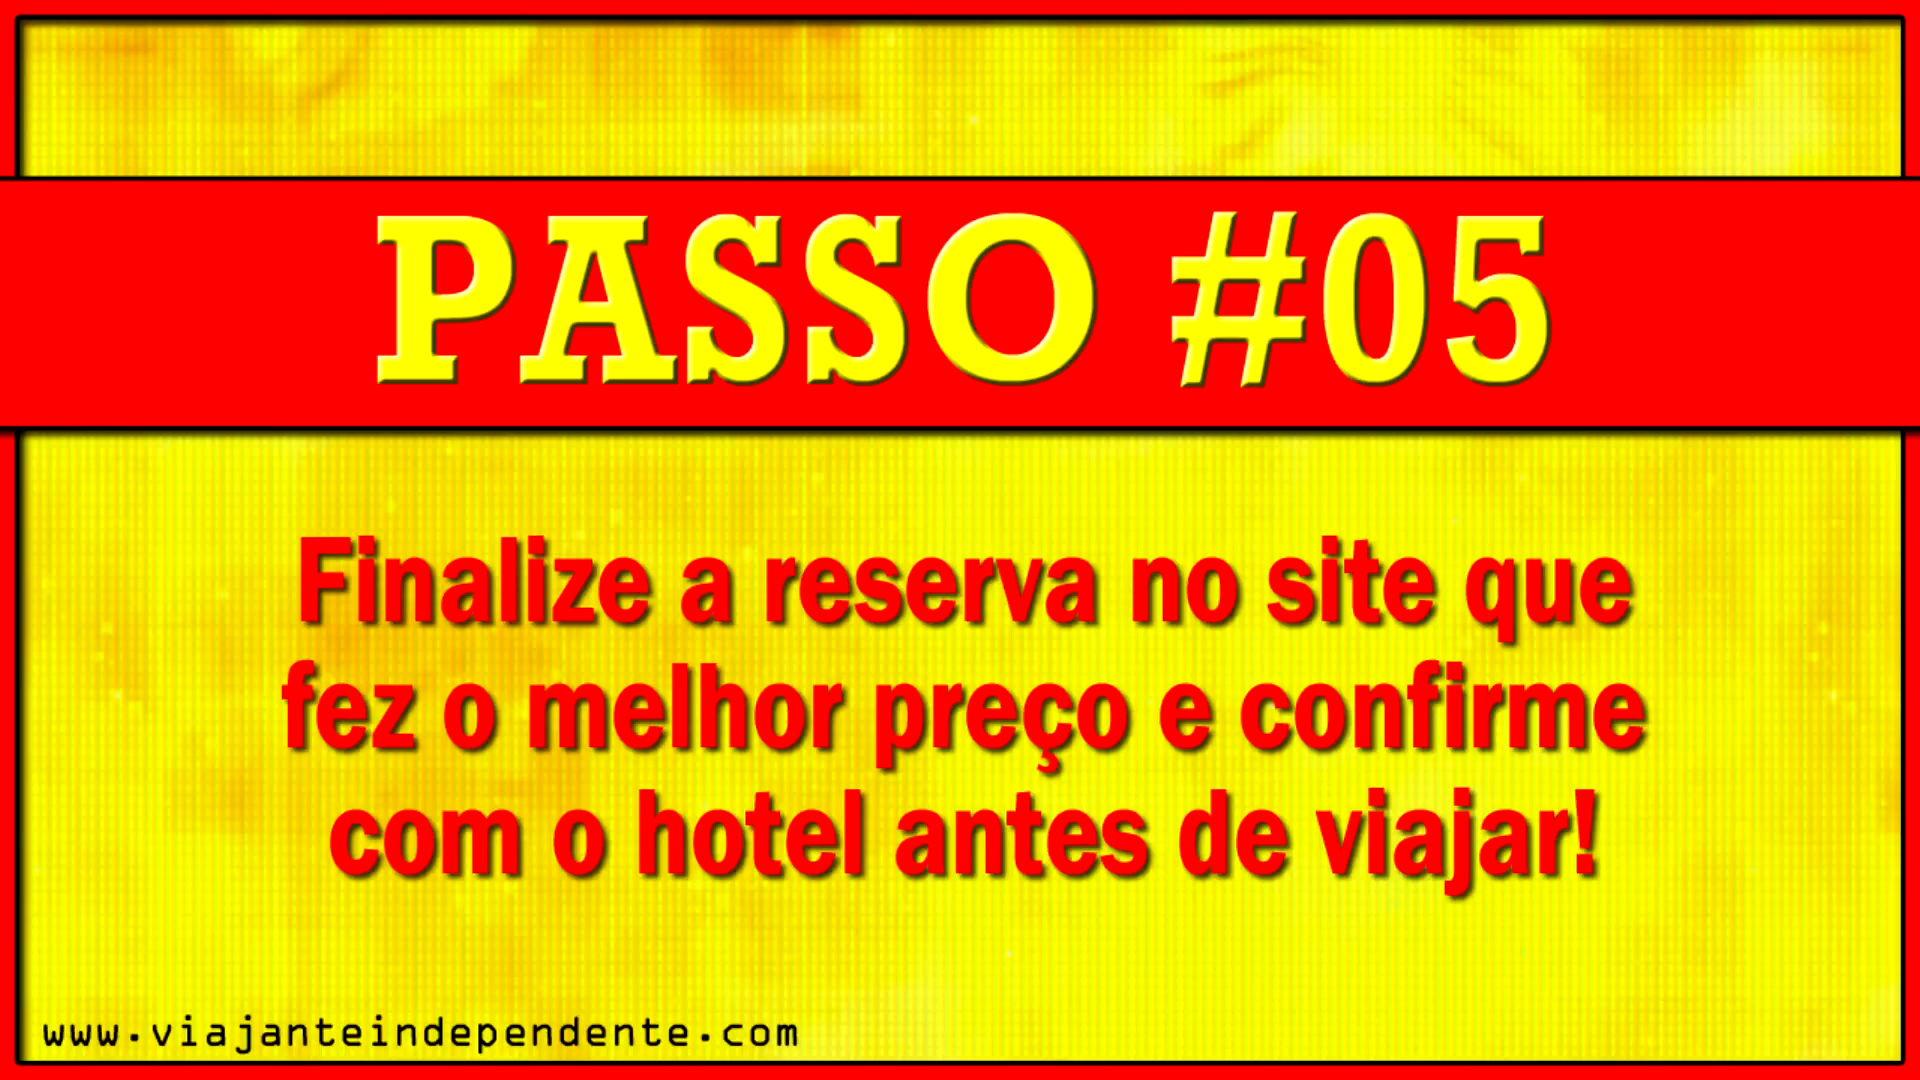 PASSO #05
Finalize a reserva no site que
fez o melhor preço e confirme
com o hotel antes de viajar!
www.viajanteindependente.com